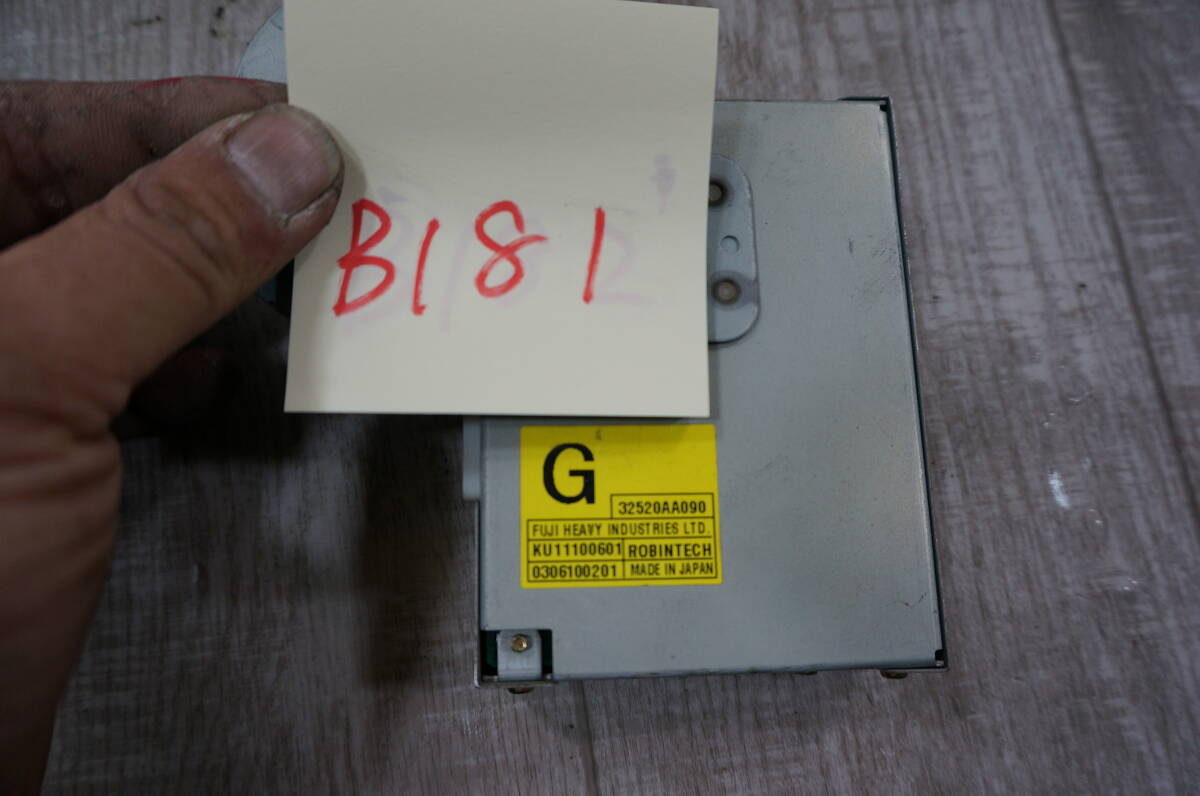 B181
G
32520AA090
FUJI HEAVY INDUSTRIES LTD.
KU11100601 ROBINTECH
0306100201 MADE IN JAPAN